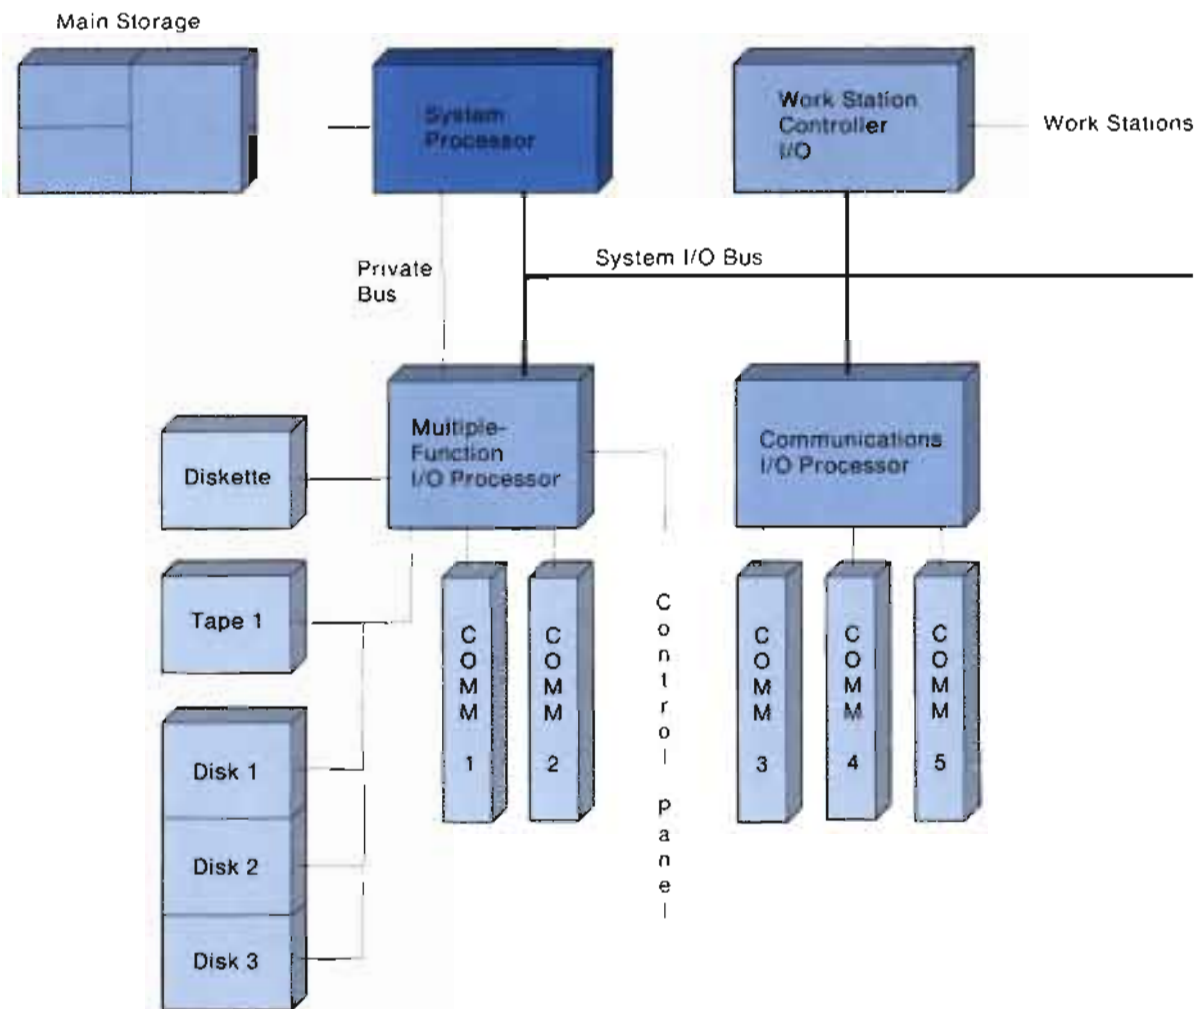 Main Storage
System
Processor
Work Station
Controller
I/O
Work Stations
Private
Bus
System I/O Bus
Multiple-
Function
I/O Processor
Communications
I/O Processor
Diskette
Tape 1
Disk 1
Disk 2
Disk 3
COMM 1
COMM 2
Control panel
COMM 3
COMM 4
COMM 5